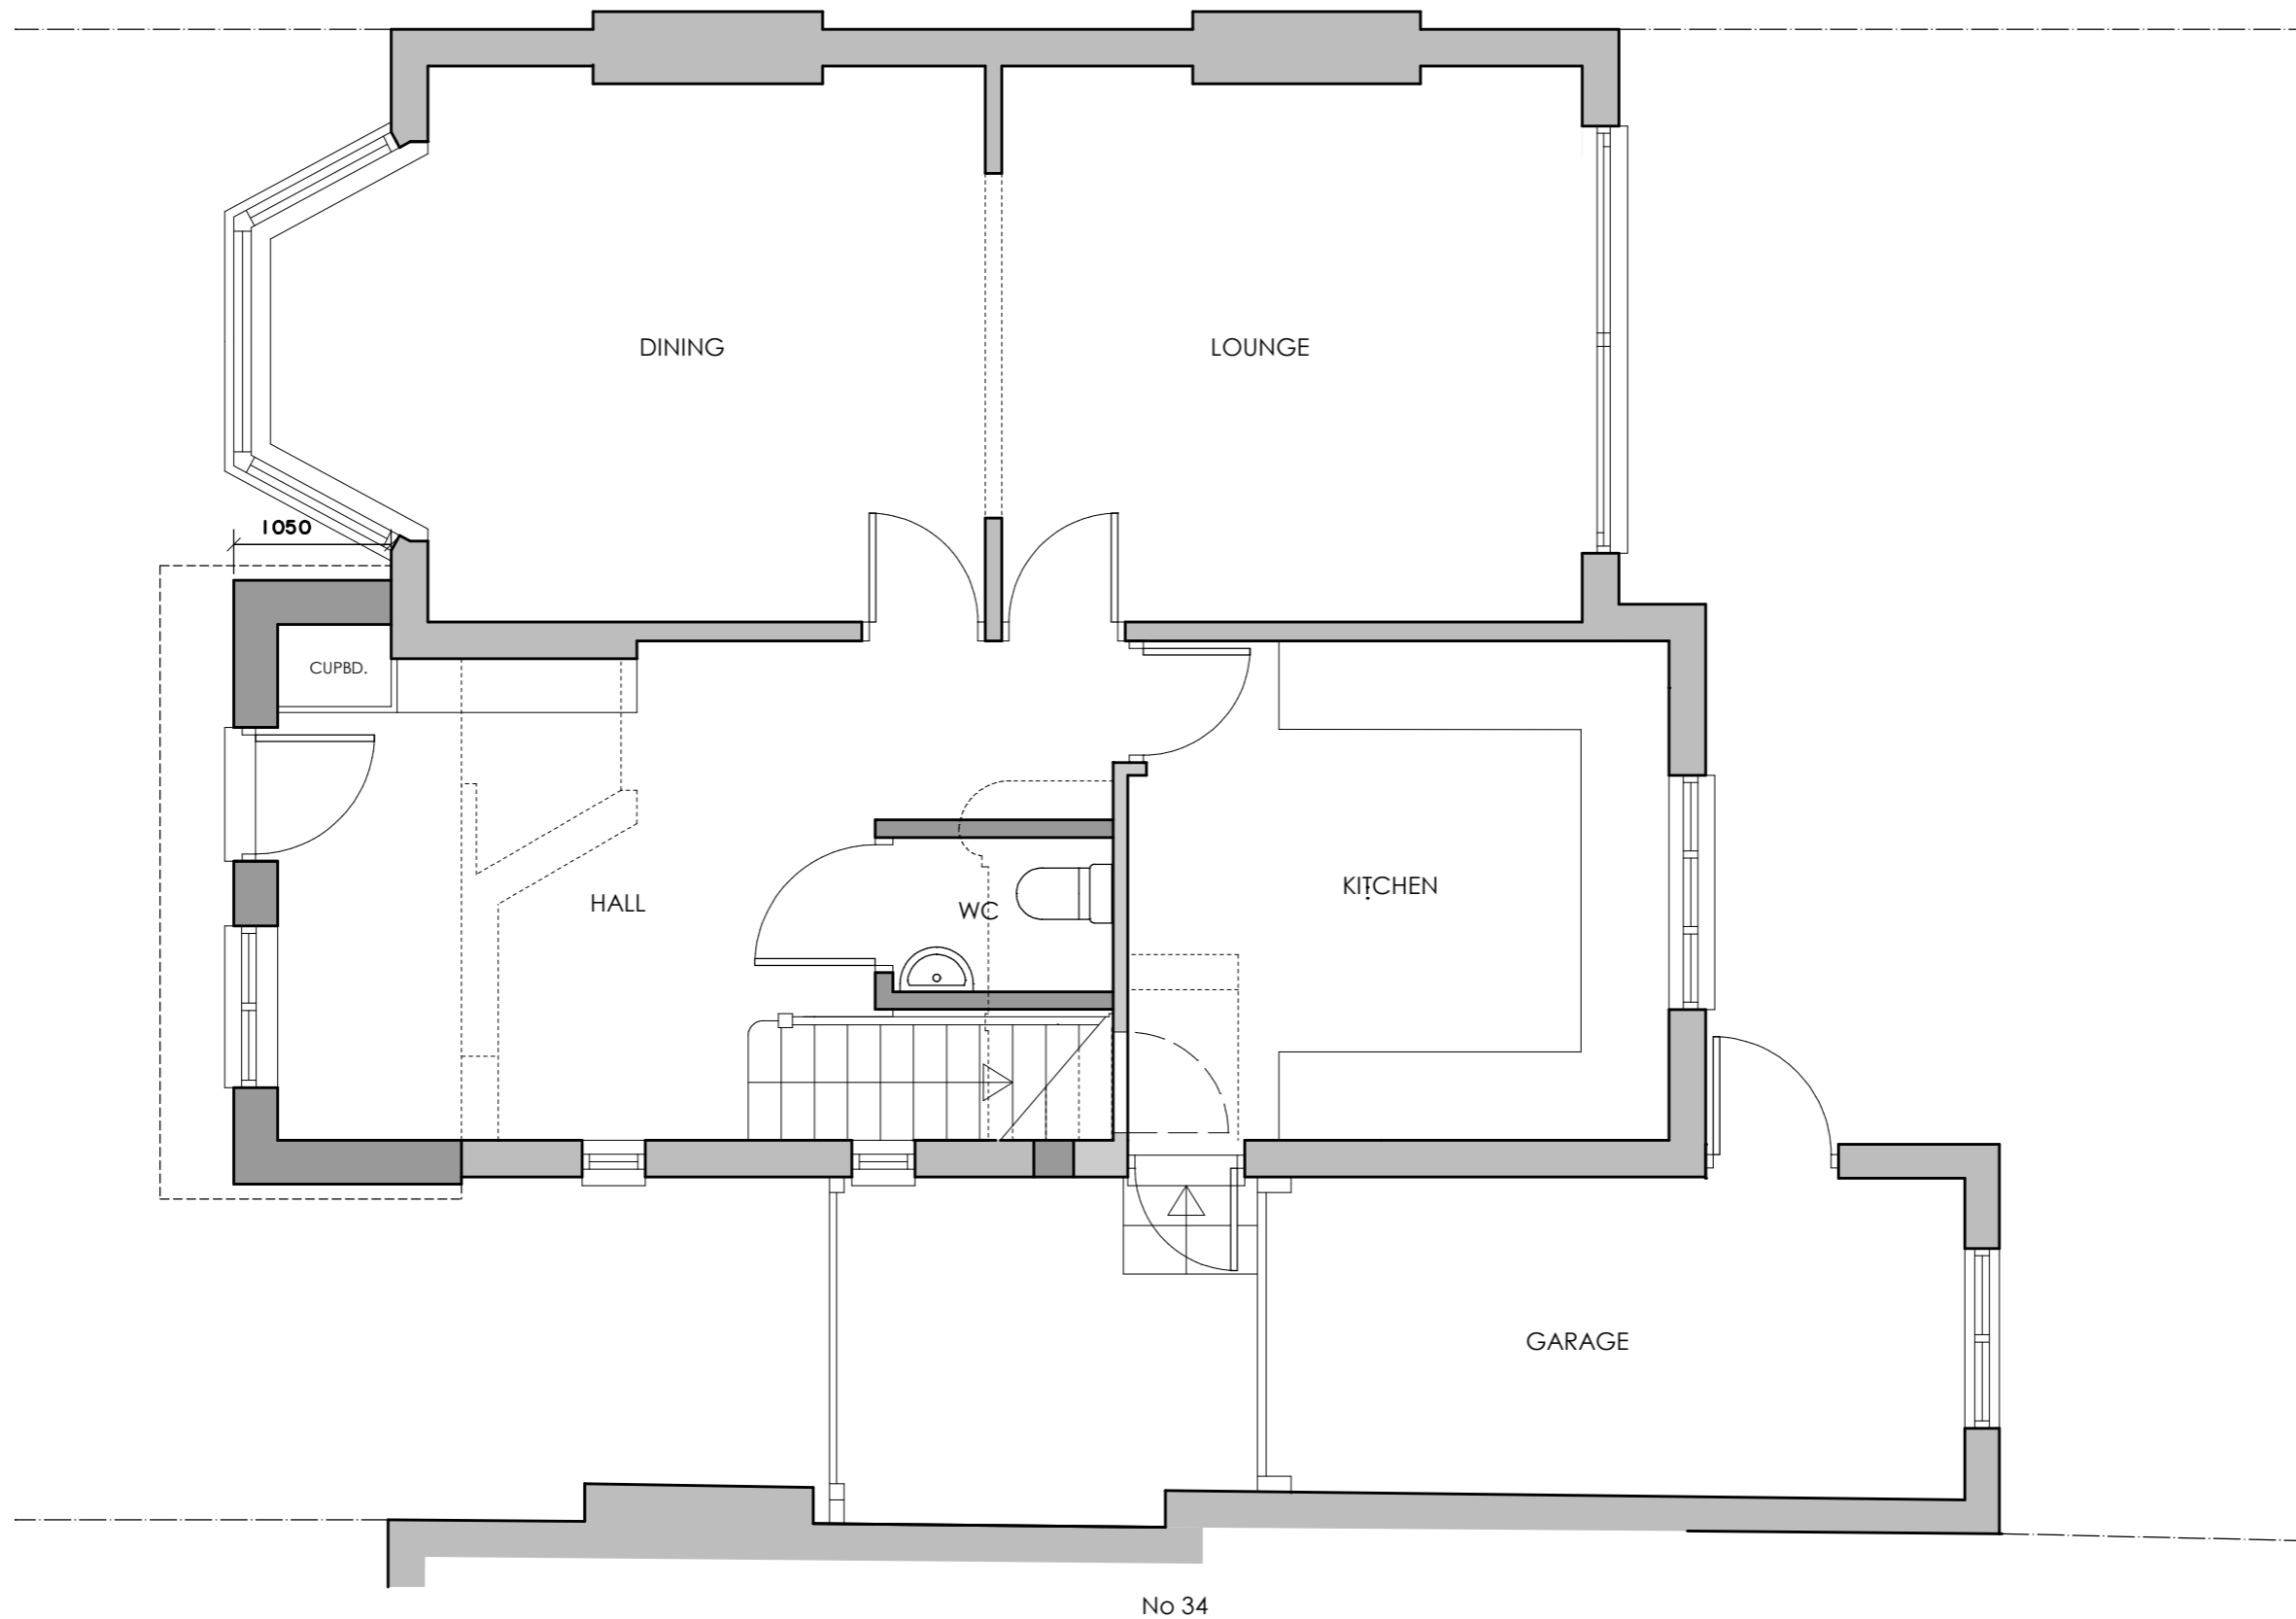 DINING
LOUNGE
1050
CUPBD.
KITCHEN
HALL
WC
GARAGE
No 34